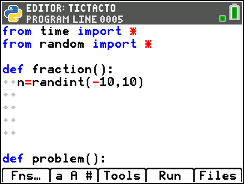 EDITOR: TICTACTO
PROGRAM LINE 0005
from time import *
from random import *
def fraction():
n=randint(-10,10)
def problem():
Fns… a A # Tools Run Files